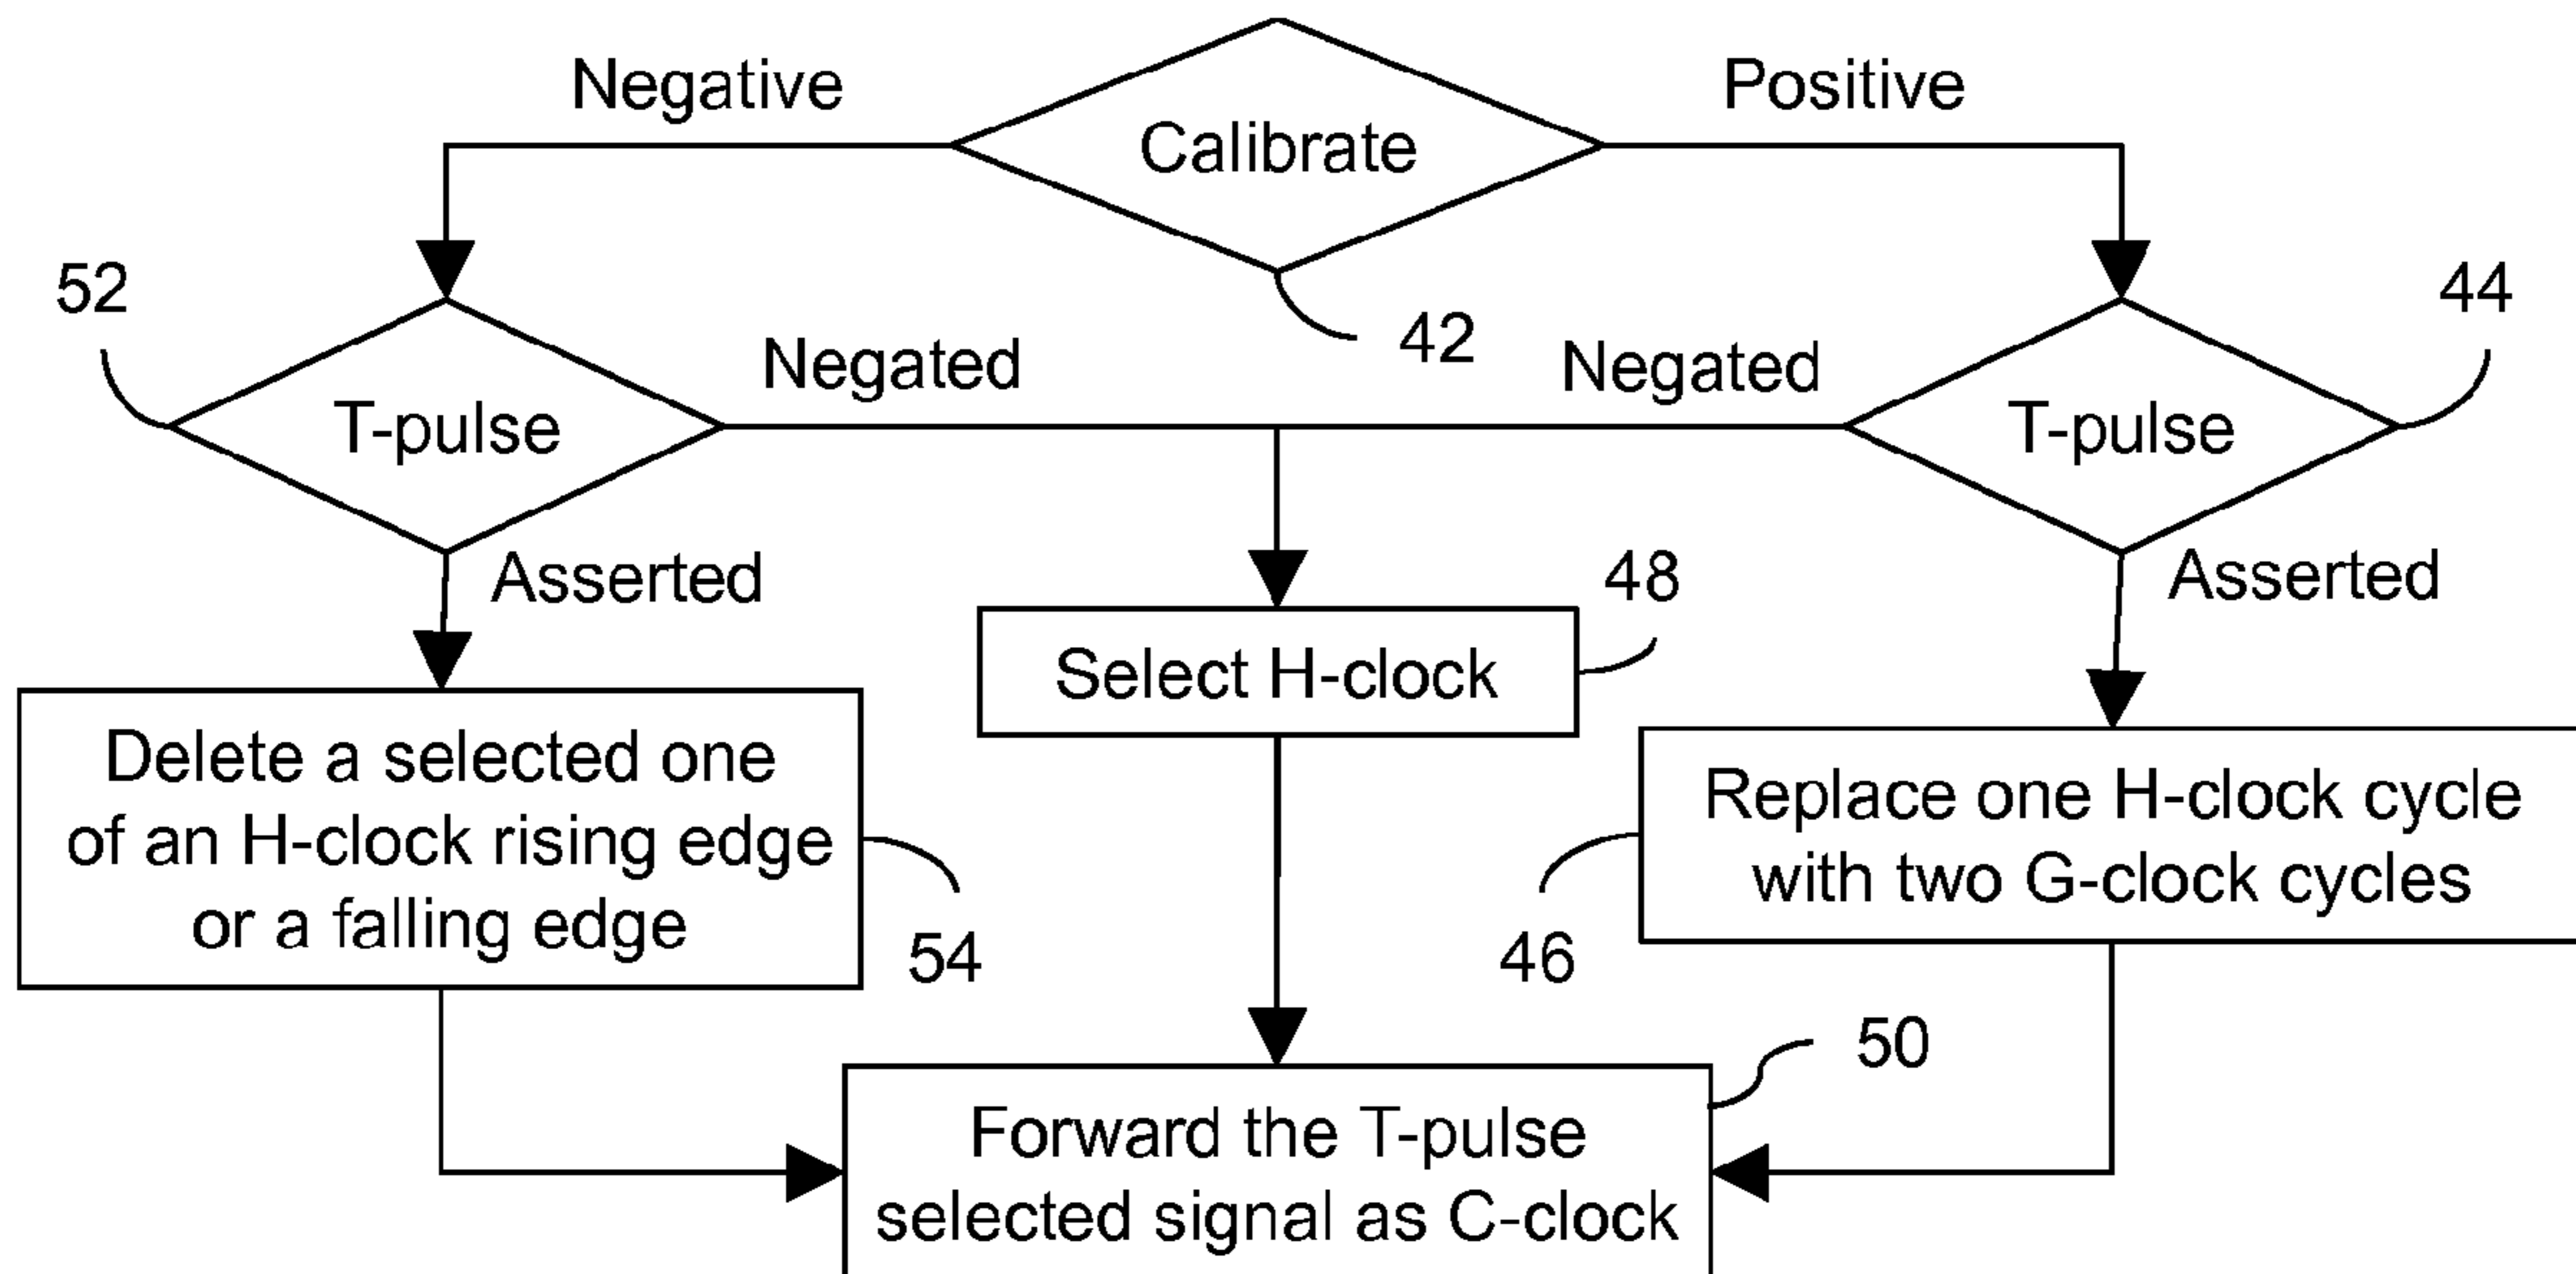 Negative
Positive
Calibrate
52
44
42
Negated
Negated
T-pulse
T-pulse
Asserted
48
Asserted
Select H-clock
Delete a selected one
of an H-clock rising edge
or a falling edge
Replace one H-clock cycle
with two G-clock cycles
54
46
50
Forward the T-pulse
selected signal as C-clock